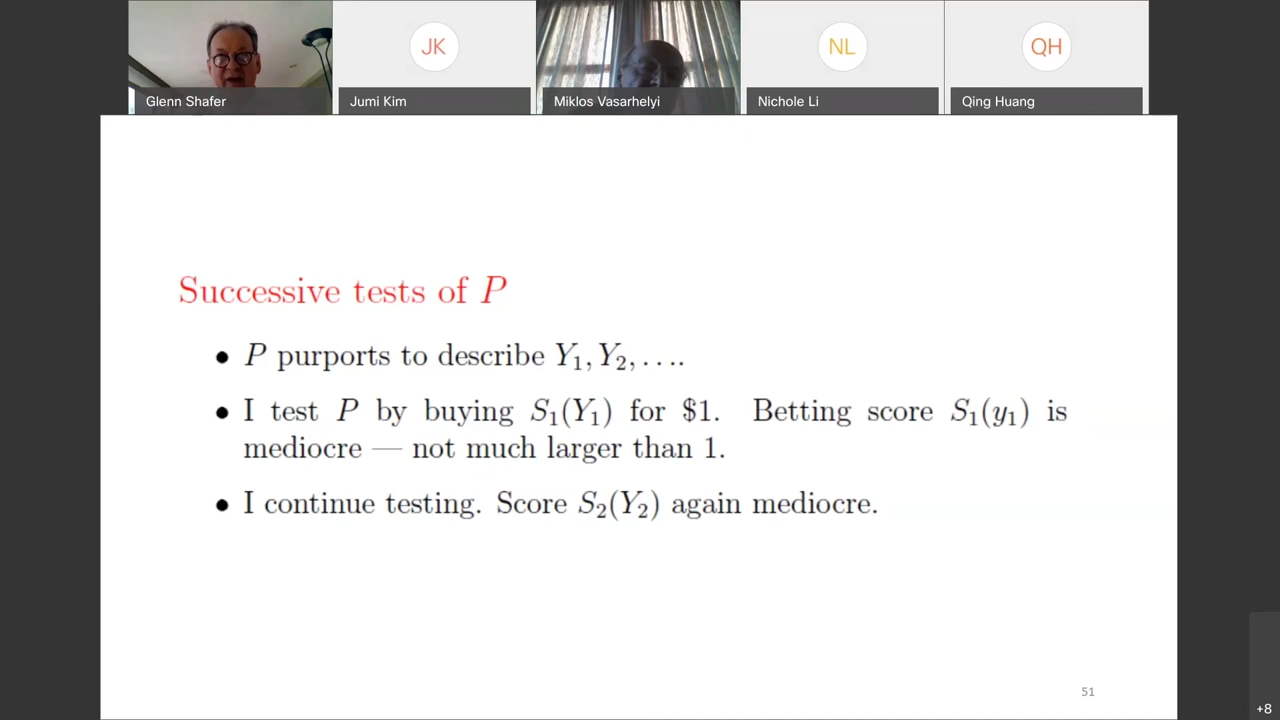 JK
NL
QH
Glenn Shafer
Jumi Kim
Miklos Vasarhelyi
Nichole Li
Qing Huang
Successive tests of P
• P purports to describe Y₁, Y₂, . . . .
• I test P by buying S₁(Y₁) for $1. Betting score S₁(y₁) is
mediocre — not much larger than 1.
• I continue testing. Score S₂(Y₂) again mediocre.
51
+8